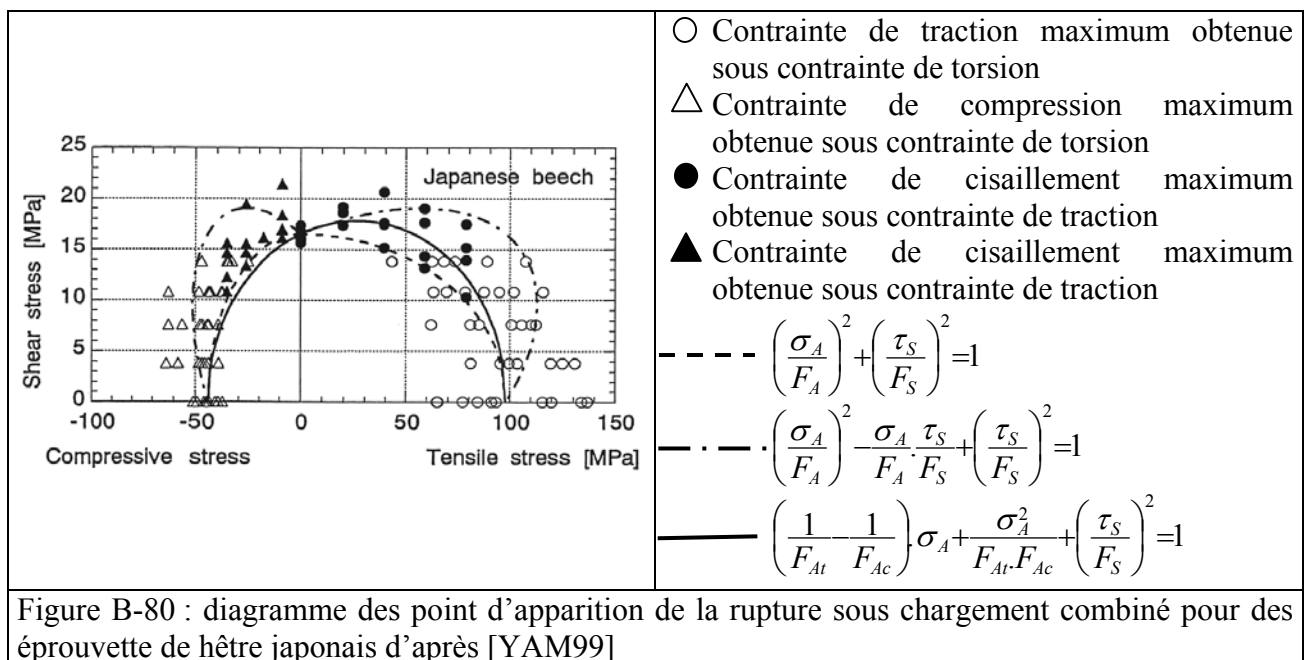 25
20
15
10
5
0
Shear stress [MPa]
Japanese beech
-100 -50 0 50 100 150
Compressive stress Tensile stress [MPa]
○ Contrainte de traction maximum obtenue
sous contrainte de torsion
△ Contrainte de compression maximum
obtenue sous contrainte de torsion
● Contrainte de cisaillement maximum
obtenue sous contrainte de traction
▲ Contrainte de cisaillement maximum
obtenue sous contrainte de traction
(σ_A/F_A)²+(τ_S/F_S)²=1
(σ_A/F_A)²−σ_A/F_A.τ_S/F_S+(τ_S/F_S)²=1
(1/F_At−1/F_Ac).σ_A+σ_A²/F_At.F_Ac+(τ_S/F_S)²=1
Figure B-80 : diagramme des point d’apparition de la rupture sous chargement combiné pour des
éprouvette de hêtre japonais d’après [YAM99]